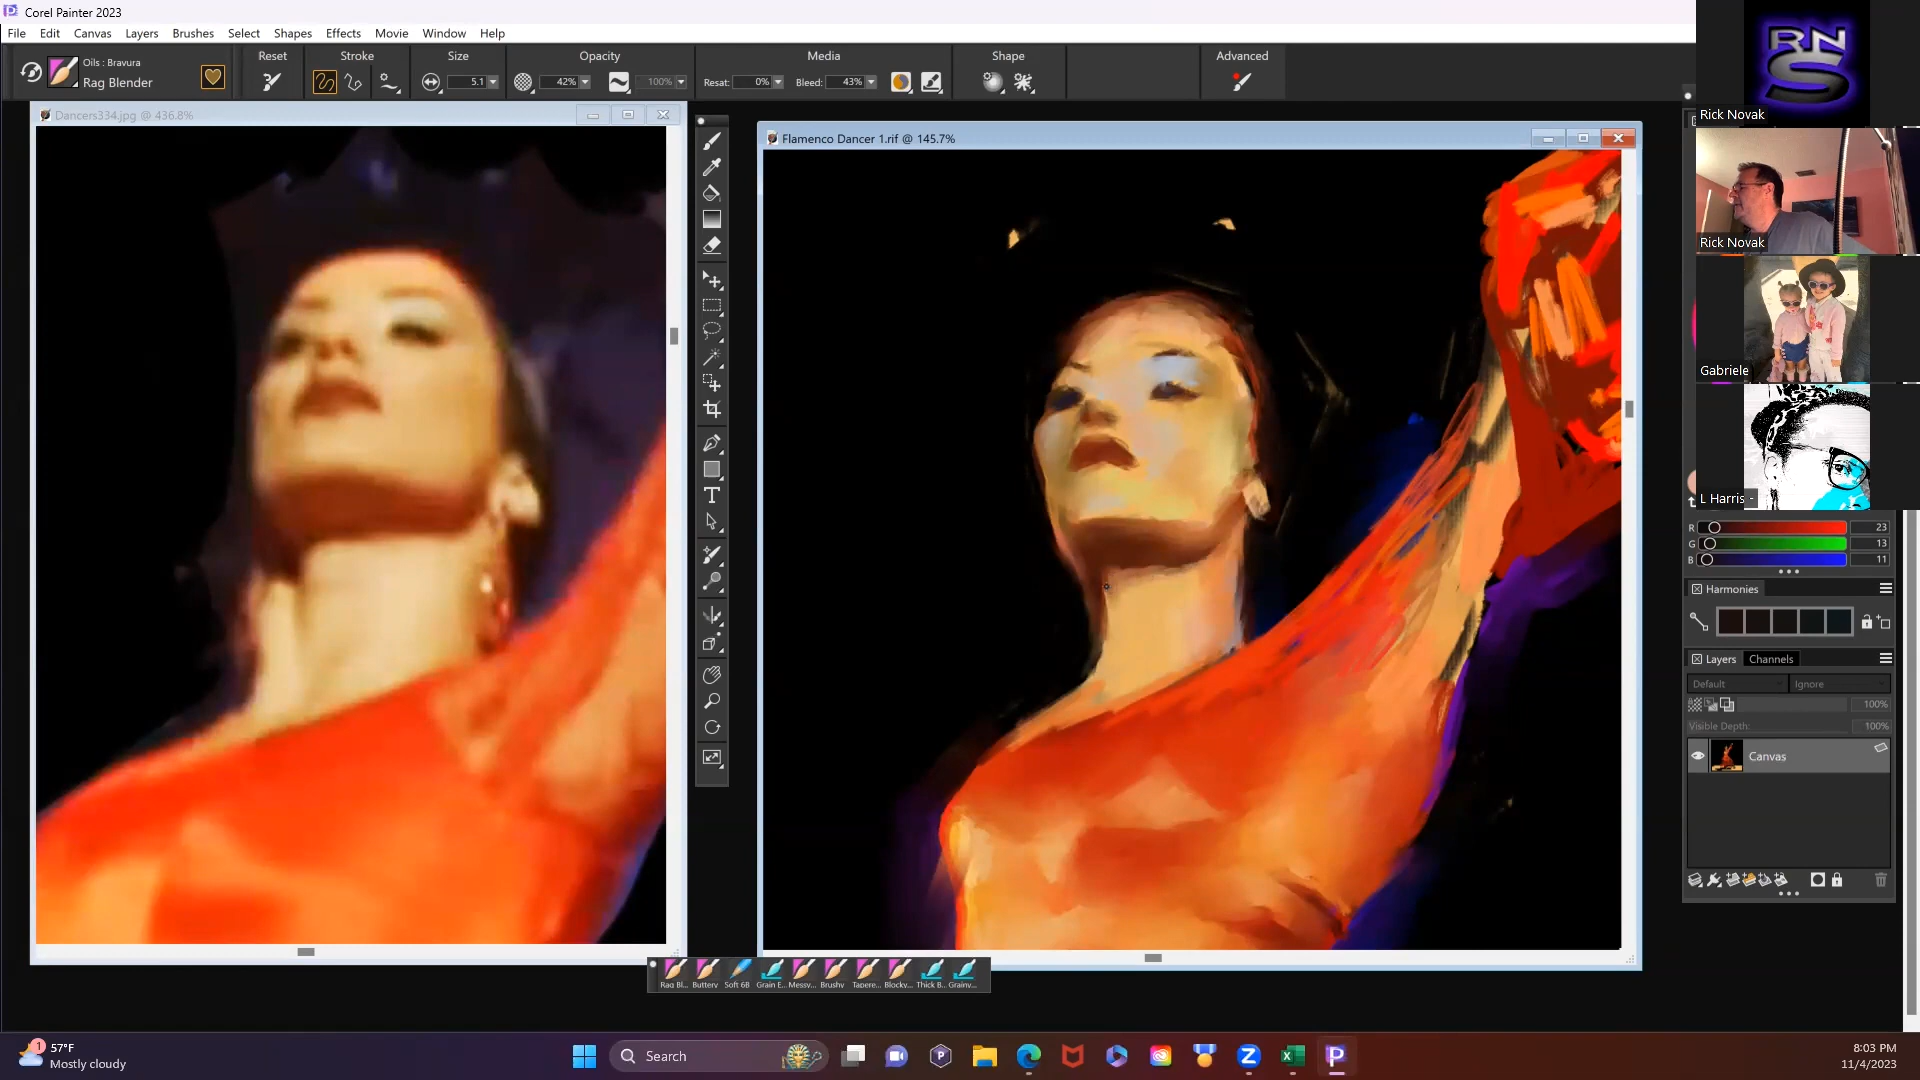 Corel Painter 2023
File Edit Canvas Layers Brushes Select Shapes Effects Movie Window Help
Oils : Bravura
Rag Blender
Reset Stroke Size Opacity Media Shape Advanced
5.1 42% 100% Resat: 0% Bleed: 43%
Dancers334.jpg @ 436.8%
Flamenco Dancer 1.rif @ 145.7%
RN
S
Rick Novak
Rick Novak
Gabriele
L Harris -
R 23
G 13
B 11
Harmonies
Layers Channels
Default Ignore
100%
Visible Depth: 100%
Canvas
Rag Bl... Buttery Soft 6B Grain E... Messy... Brushy Tapere... Blocky... Thick B... Grainy...
1 57°F
Mostly cloudy
Search
8:03 PM
11/4/2023